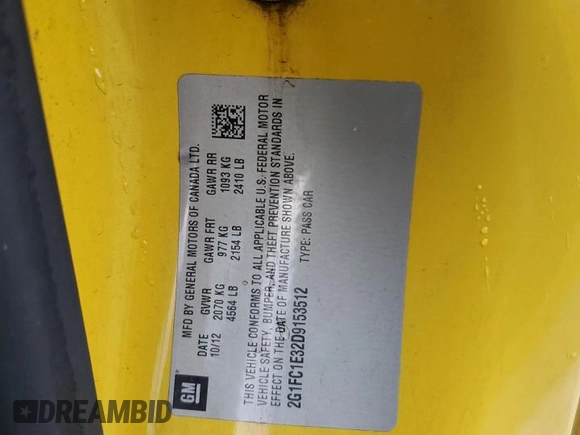 MFD BY GENERAL MOTORS OF CANADA LTD.
DATE GVWR GAWR FRT GAWR RR
10/12 2070 KG 977 KG 1093 KG
4564 LB 2154 LB 2410 LB
THIS VEHICLE CONFORMS TO ALL APPLICABLE U.S. FEDERAL MOTOR
VEHICLE SAFETY, BUMPER, AND THEFT PREVENTION STANDARDS IN
EFFECT ON THE DATE OF MANUFACTURE SHOWN ABOVE.
2G1FC1E32D9153512 TYPE: PASS CAR
GM
DREAMBID